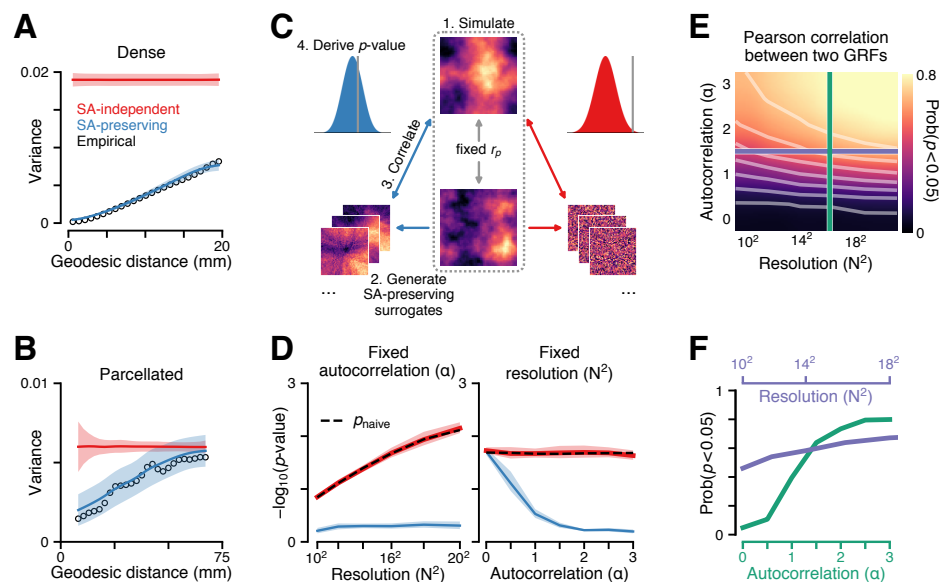 A
Dense
0.02
SA-independent
SA-preserving
Empirical
Variance
0
0
20
Geodesic distance (mm)
B
Parcellated
0.01
Variance
0
0
75
Geodesic distance (mm)
C
1. Simulate
4. Derive p-value
fixed rₚ
3. Correlate
2. Generate
SA-preserving
surrogates
...
...
D
Fixed
autocorrelation (α)
3
p_naive
−log₁₀(p-value)
0
10² 16² 20²
Resolution (N²)
Fixed
resolution (N²)
3
0 1 2 3
Autocorrelation (α)
E
Pearson correlation
between two GRFs
Autocorrelation (α)
3
2
1
0
10² 14² 18²
Resolution (N²)
0.8
Prob(p<0.05)
0
F
10² 14² 18²
Resolution (N²)
1
Prob(p<0.05)
0
0 1 2 3
Autocorrelation (α)